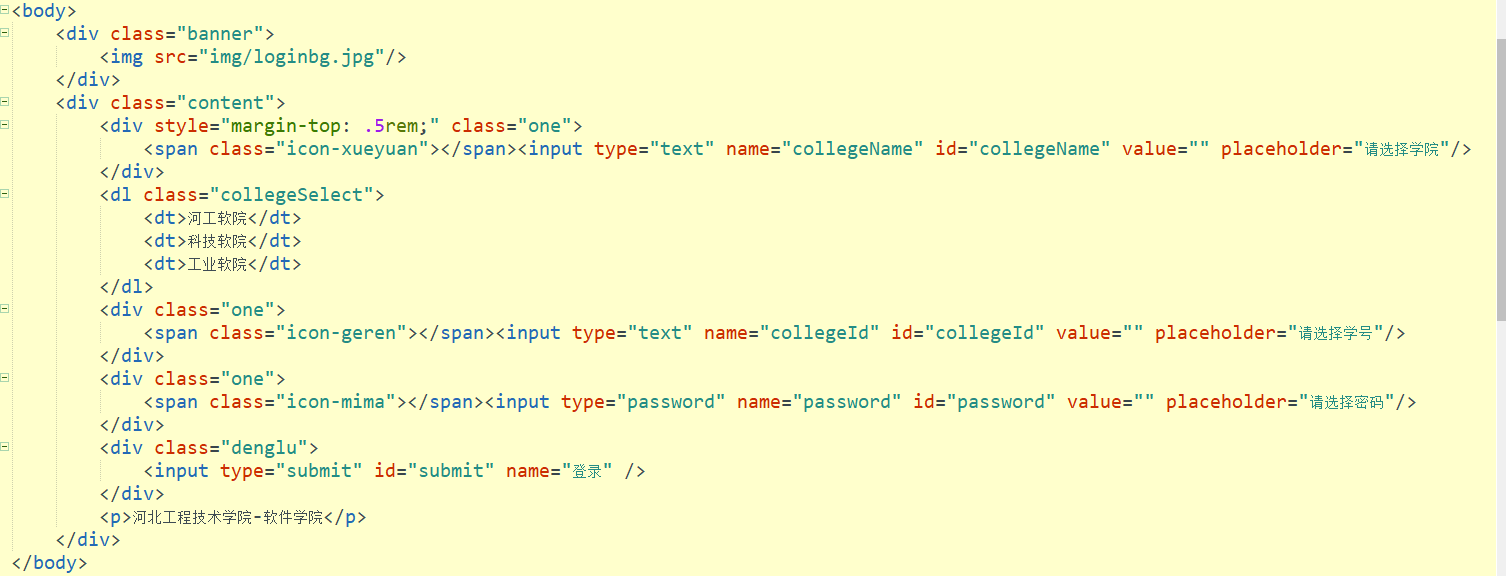 <body>
<div class="banner">
<img src="img/loginbg.jpg"/>
</div>
<div class="content">
<div style="margin-top: .5rem;" class="one">
<span class="icon-xueyuan"></span><input type="text" name="collegeName" id="collegeName" value="" placeholder="请选择学院"/>
</div>
<dl class="collegeSelect">
<dt>河工软院</dt>
<dt>科技软院</dt>
<dt>工业软院</dt>
</dl>
<div class="one">
<span class="icon-geren"></span><input type="text" name="collegeId" id="collegeId" value="" placeholder="请选择学号"/>
</div>
<div class="one">
<span class="icon-mima"></span><input type="password" name="password" id="password" value="" placeholder="请选择密码"/>
</div>
<div class="denglu">
<input type="submit" id="submit" name="登录" />
</div>
<p>河北工程技术学院-软件学院</p>
</div>
</body>